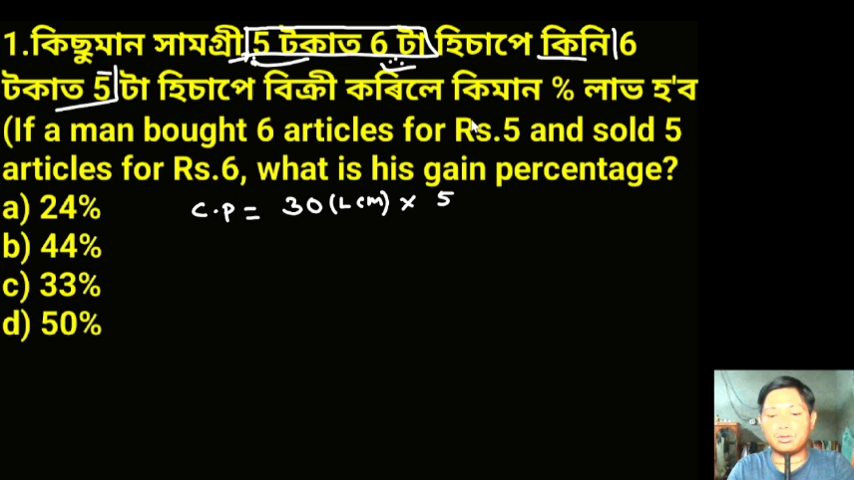 1.কিছুমান সামগ্ৰী 5 টকাত 6 টা হিচাপে কিনি 6
টকাত 5 টা হিচাপে বিক্ৰী কৰিলে কিমান % লাভ হ'ব
(If a man bought 6 articles for Rs.5 and sold 5
articles for Rs.6, what is his gain percentage?
a) 24%
C.P = 30 (LCM) × 5
b) 44%
c) 33%
d) 50%